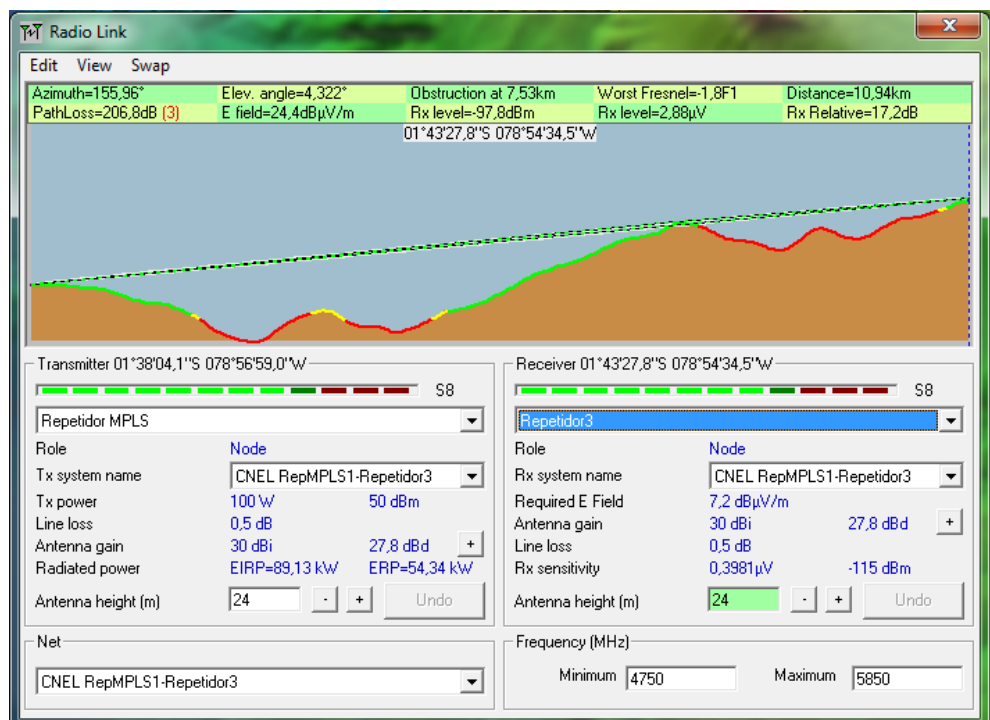 Radio Link
Edit View Swap
Azimuth=155,96° Elev. angle=4,322° Obstruction at 7,53km Worst Fresnel=-1,8F1 Distance=10,94km
PathLoss=206,8dB (3) E field=24,4dBµV/m Rx level=-97,8dBm Rx level=2,88µV Rx Relative=17,2dB
01°43'27,8''S 078°54'34,5''W
Transmitter 01°38'04,1''S 078°56'59,0''W
S8
Repetidor MPLS
Role Node
Tx system name CNEL RepMPLS1-Repetidor3
Tx power 100 W 50 dBm
Line loss 0,5 dB
Antenna gain 30 dBi 27,8 dBd +
Radiated power EIRP=89,13 kW ERP=54,34 kW
Antenna height (m) 24 - + Undo
Net
CNEL RepMPLS1-Repetidor3
Receiver 01°43'27,8''S 078°54'34,5''W
S8
Repetidor3
Role Node
Rx system name CNEL RepMPLS1-Repetidor3
Required E Field 7,2 dBµV/m
Antenna gain 30 dBi 27,8 dBd +
Line loss 0,5 dB
Rx sensitivity 0,3981µV -115 dBm
Antenna height (m) 24 - + Undo
Frequency (MHz)
Minimum 4750 Maximum 5850